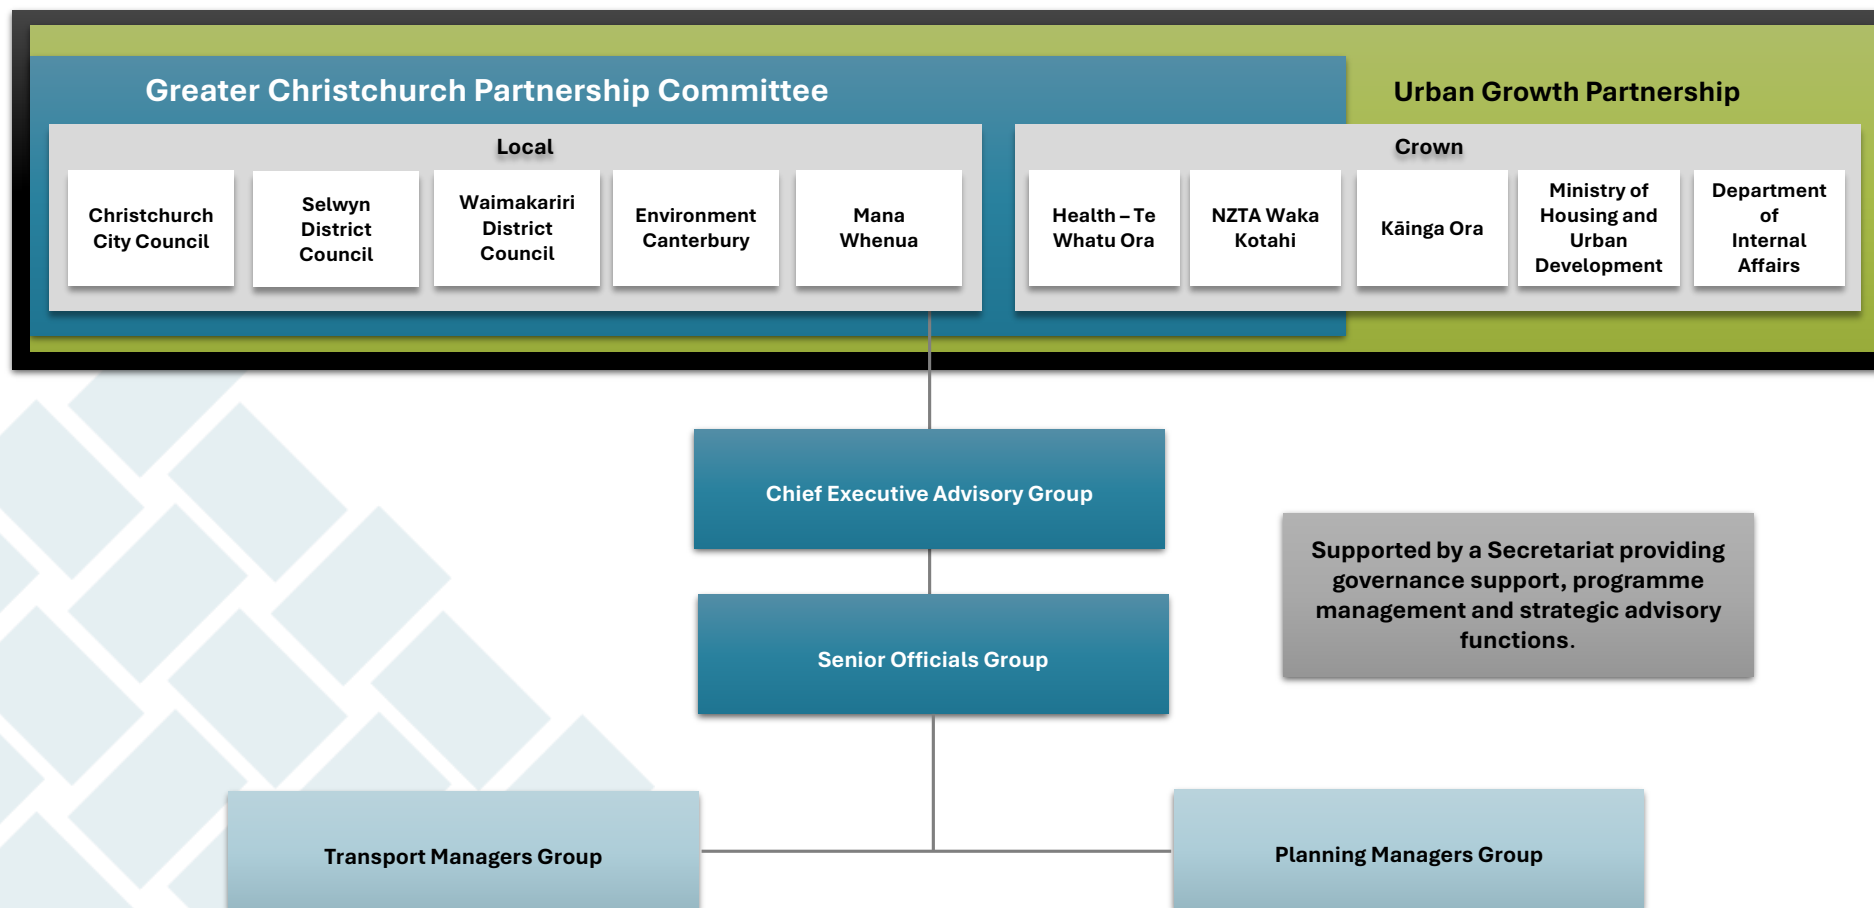 Greater Christchurch Partnership Committee
Urban Growth Partnership
Local
Christchurch
City Council
Selwyn
District
Council
Waimakariri
District
Council
Environment
Canterbury
Mana
Whenua
Crown
Health – Te
Whatu Ora
NZTA Waka
Kotahi
Kāinga Ora
Ministry of
Housing and
Urban
Development
Department
of
Internal
Affairs
Chief Executive Advisory Group
Supported by a Secretariat providing
governance support, programme
management and strategic advisory
functions.
Senior Officials Group
Transport Managers Group
Planning Managers Group